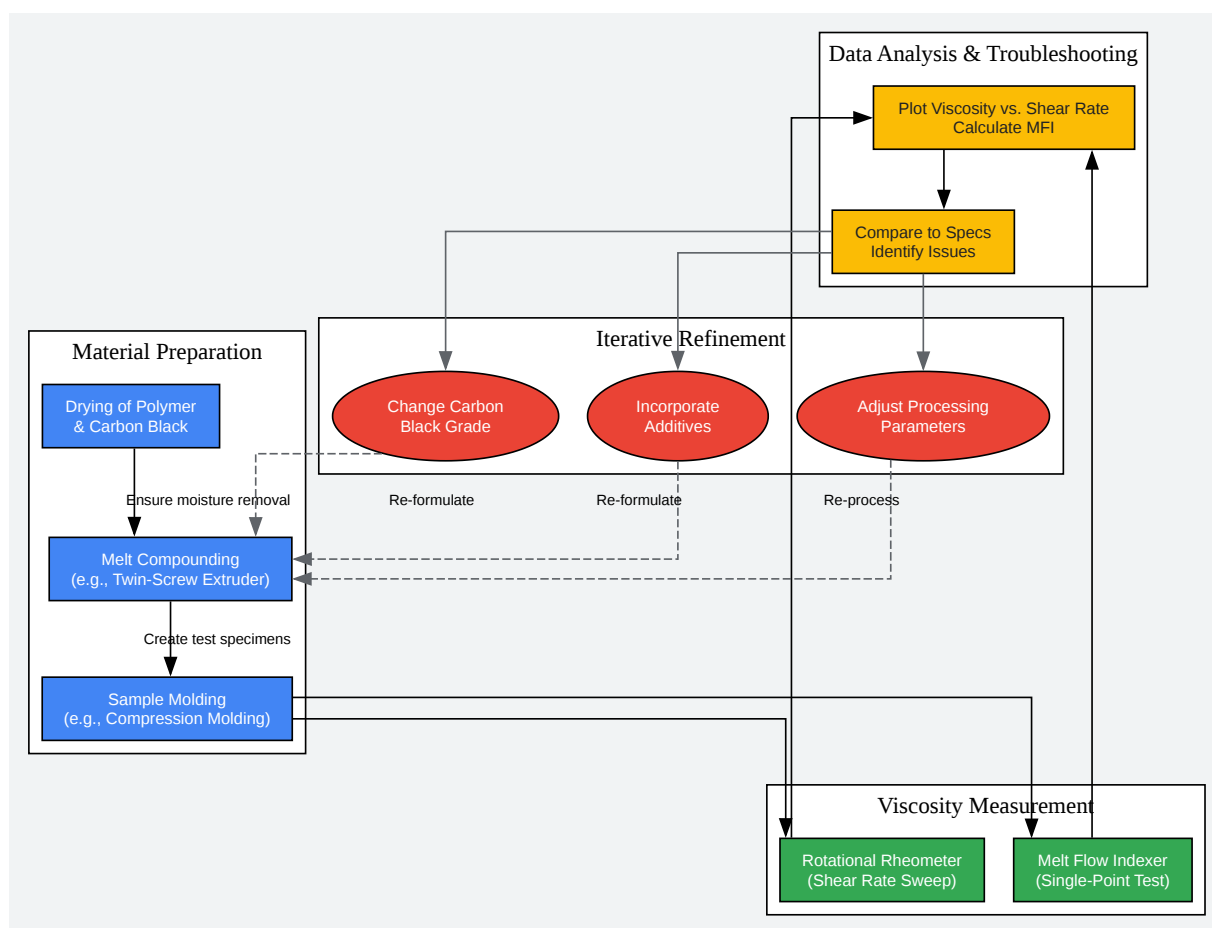 Data Analysis & Troubleshooting
Plot Viscosity vs. Shear Rate
Calculate MFI
Compare to Specs
Identify Issues
Iterative Refinement
Change Carbon
Black Grade
Incorporate
Additives
Adjust Processing
Parameters
Re-formulate
Re-formulate
Re-process
Material Preparation
Drying of Polymer
& Carbon Black
Ensure moisture removal
Melt Compounding
(e.g., Twin-Screw Extruder)
Create test specimens
Sample Molding
(e.g., Compression Molding)
Viscosity Measurement
Rotational Rheometer
(Shear Rate Sweep)
Melt Flow Indexer
(Single-Point Test)